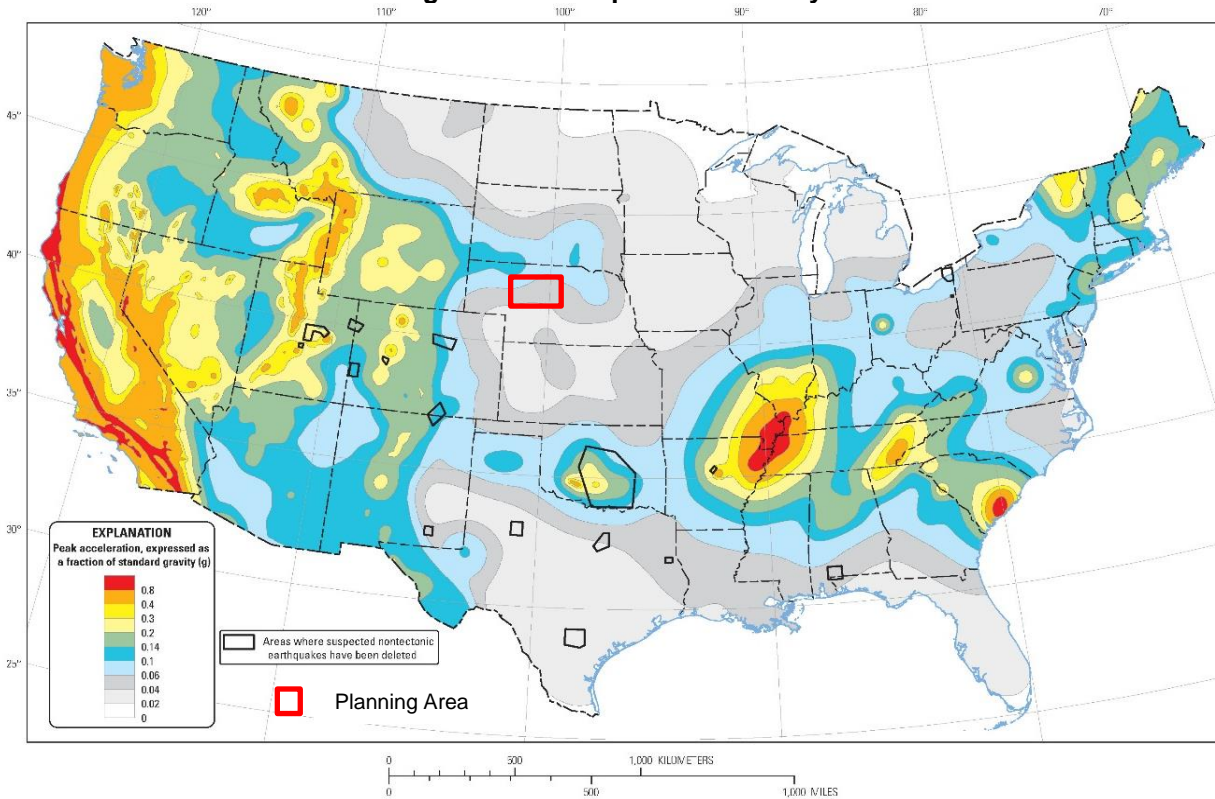 120° 110° 100° 90° 80° 70°
45°
40°
35°
30°
25°
EXPLANATION
Peak acceleration, expressed as
a fraction of standard gravity (g)
0.8
0.4
0.3
0.2
0.14
0.1
0.06
0.04
0.02
0
Areas where suspected nontectonic
earthquakes have been deleted
Planning Area
0 500 1,000 KILOMETERS
0 500 1,000 MILES